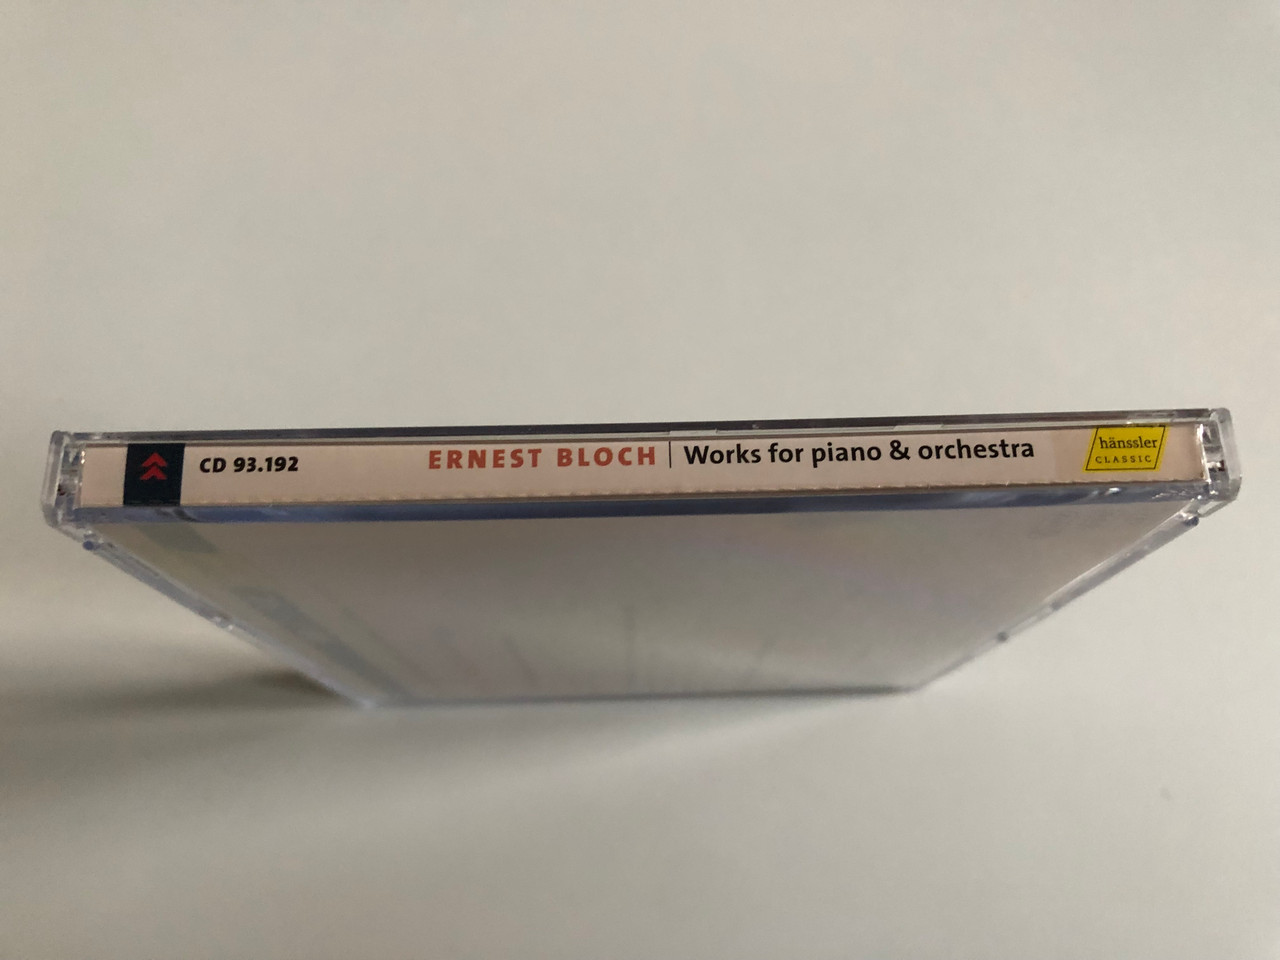 CD 93.192
ERNEST BLOCH | Works for piano & orchestra
hänssler
CLASSIC